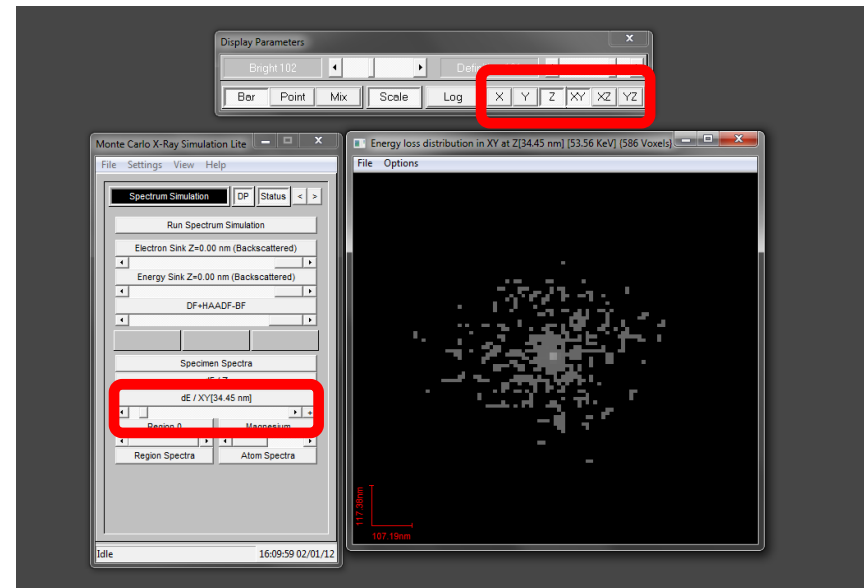 Display Parameters x
Bright 102
Bar Point Mix Scale Log X Y Z XY XZ YZ
Monte Carlo X-Ray Simulation Lite
File Settings View Help
Spectrum Simulation DP Status < >
Run Spectrum Simulation
Electron Sink Z=0.00 nm (Backscattered)
Energy Sink Z=0.00 nm (Backscattered)
DF+HAADF-BF
Specimen Spectra
dE / XY[34.45 nm]
+
Region 0 Magnesium
Region Spectra Atom Spectra
Idle 16:09:59 02/01/12
Energy loss distribution in XY at Z[34.45 nm] [53.56 KeV] (586 Voxels)
File Options
117.38nm
107.19nm